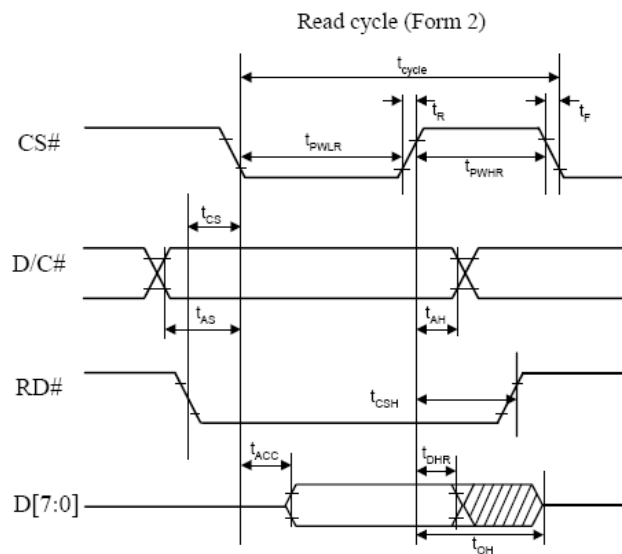 Read cycle (Form 2)
tcycle
tR
tF
CS#
tPWLR
tPWHR
tCS
D/C#
tAS
tAH
RD#
tCSH
tACC
tDHR
D[7:0]
tOH